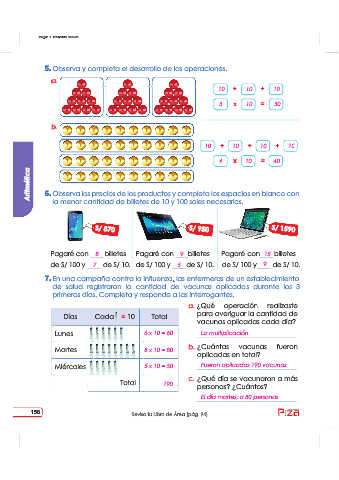 5. Observa y completa el desarrollo de las operaciones.
a.
10 + 10 + 10
3 x 10 = 30
b.
10 + 10 + 10 + 10
4 x 10 = 40
Aritmética
6. Observa los precios de los productos y completa los espacios en blanco con
la menor cantidad de billetes de 10 y 100 soles necesarios.
S/ 870 S/ 980 S/ 1690
Pagaré con 8 billetes Pagaré con 9 billetes Pagaré con billetes
de S/ 100 y 7 de S/ 10. de S/ 100 y de S/ 10. de S/ 100 y 9 de S/ 10.
7. En una campaña contra la influenza, las enfermeras de un establecimiento
de salud registraron la cantidad de vacunas aplicadas durante los 3
primeros días. Completa y responde a las interrogantes.
Días Cada = 10 Total
Lunes 6 x 10 = 60
Martes 8 x 10 = 80
Miércoles 5 x 10 = 50
Total 190
a. ¿Qué operación realizaste
para averiguar la cantidad de
vacunas aplicadas cada día?
La multiplicación
b. ¿Cuántas vacunas fueron
aplicadas en total?
Fueron aplicadas 190 vacunas
c. ¿Qué día se vacunaron a más
personas? ¿Cuántos?
El día martes, a 80 personas
156
Revisa tu Libro de Área (pág. 94)